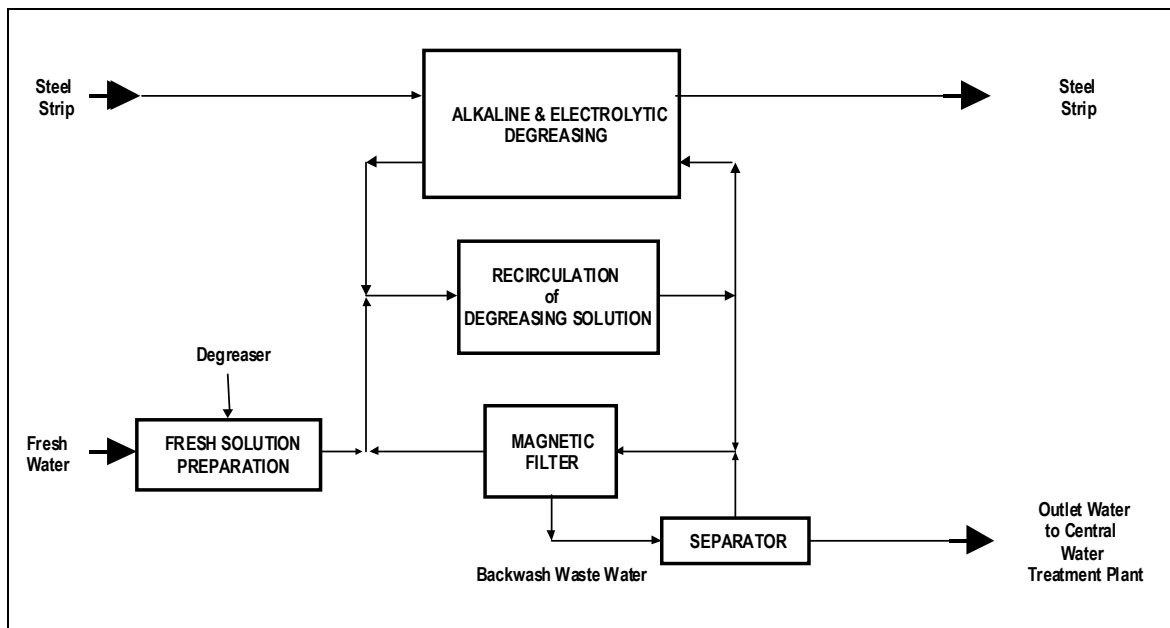 Steel
Strip
ALKALINE & ELECTROLYTIC
DEGREASING
Steel
Strip
RECIRCULATION
of
DEGREASING SOLUTION
Degreaser
Fresh
Water
FRESH SOLUTION
PREPARATION
MAGNETIC
FILTER
SEPARATOR
Backwash Waste Water
Outlet Water
to Central
Water
Treatment Plant